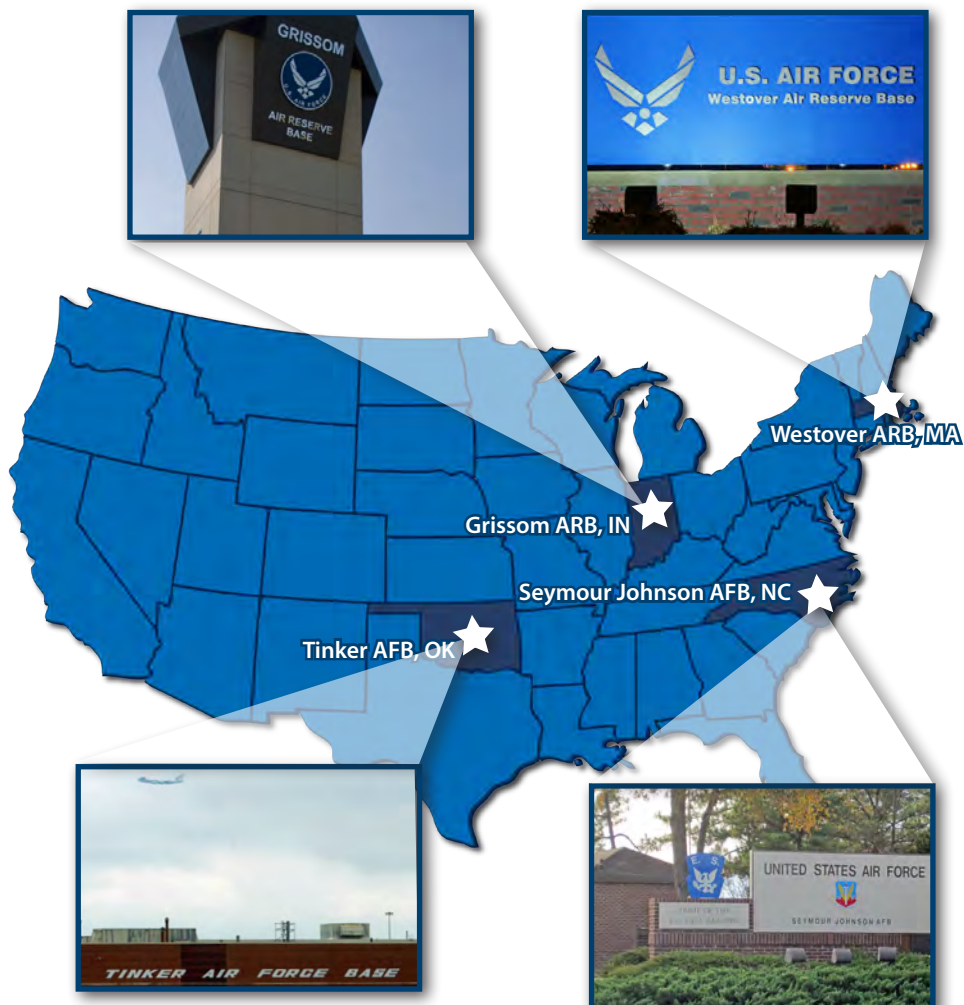 GRISSOM
U.S. AIR FORCE
AIR RESERVE
BASE
U.S. AIR FORCE
Westover Air Reserve Base
Westover ARB, MA
Grissom ARB, IN
Seymour Johnson AFB, NC
Tinker AFB, OK
TINKER AIR FORCE BASE
E. S.
UNITED STATES AIR FORCE
SEYMOUR JOHNSON AFB